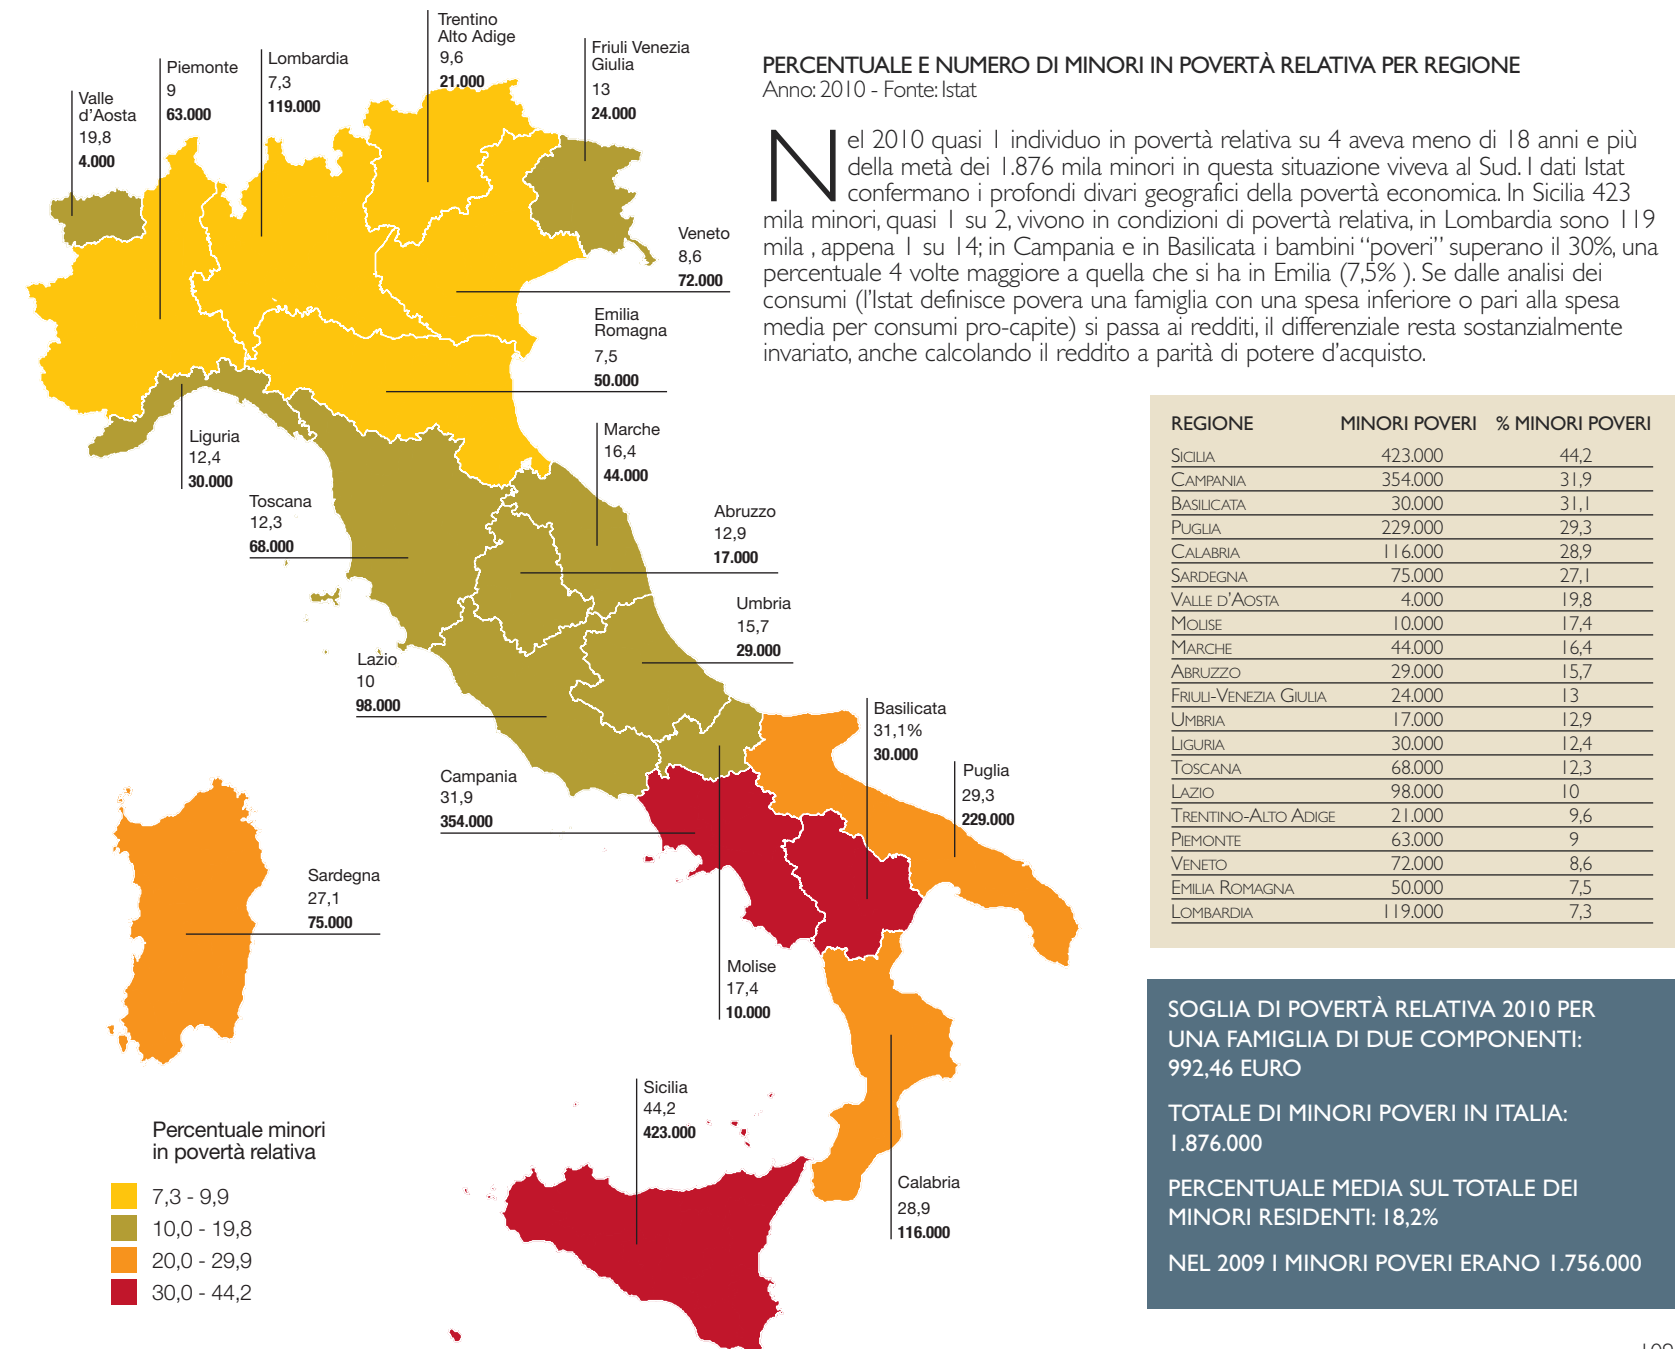 Trentino
Alto Adige
9,6
21.000
Friuli Venezia
Giulia
13
24.000
Lombardia
7,3
119.000
Piemonte
9
63.000
Valle
d'Aosta
19,8
4.000
Veneto
8,6
72.000
Emilia
Romagna
7,5
50.000
Liguria
12,4
30.000
Marche
16,4
44.000
Toscana
12,3
68.000
Abruzzo
12,9
17.000
Umbria
15,7
29.000
Lazio
10
98.000
Basilicata
31,1%
30.000
Campania
31,9
354.000
Puglia
29,3
229.000
Sardegna
27,1
75.000
Molise
17,4
10.000
Sicilia
44,2
423.000
Calabria
28,9
116.000
Percentuale minori
in povertà relativa
7,3 - 9,9
10,0 - 19,8
20,0 - 29,9
30,0 - 44,2
PERCENTUALE E NUMERO DI MINORI IN POVERTÀ RELATIVA PER REGIONE
Anno: 2010 - Fonte: Istat
Nel 2010 quasi 1 individuo in povertà relativa su 4 aveva meno di 18 anni e più
della metà dei 1.876 mila minori in questa situazione viveva al Sud. I dati Istat
confermano i profondi divari geografici della povertà economica. In Sicilia 423
mila minori, quasi 1 su 2, vivono in condizioni di povertà relativa, in Lombardia sono 119
mila , appena 1 su 14; in Campania e in Basilicata i bambini “poveri” superano il 30%, una
percentuale 4 volte maggiore a quella che si ha in Emilia (7,5% ). Se dalle analisi dei
consumi (l'Istat definisce povera una famiglia con una spesa inferiore o pari alla spesa
media per consumi pro-capite) si passa ai redditi, il differenziale resta sostanzialmente
invariato, anche calcolando il reddito a parità di potere d'acquisto.
REGIONE MINORI POVERI % MINORI POVERI
SICILIA 423.000 44,2
CAMPANIA 354.000 31,9
BASILICATA 30.000 31,1
PUGLIA 229.000 29,3
CALABRIA 116.000 28,9
SARDEGNA 75.000 27,1
VALLE D'AOSTA 4.000 19,8
MOLISE 10.000 17,4
MARCHE 44.000 16,4
ABRUZZO 29.000 15,7
FRIULI-VENEZIA GIULIA 24.000 13
UMBRIA 17.000 12,9
LIGURIA 30.000 12,4
TOSCANA 68.000 12,3
LAZIO 98.000 10
TRENTINO-ALTO ADIGE 21.000 9,6
PIEMONTE 63.000 9
VENETO 72.000 8,6
EMILIA ROMAGNA 50.000 7,5
LOMBARDIA 119.000 7,3
SOGLIA DI POVERTÀ RELATIVA 2010 PER
UNA FAMIGLIA DI DUE COMPONENTI:
992,46 EURO
TOTALE DI MINORI POVERI IN ITALIA:
1.876.000
PERCENTUALE MEDIA SUL TOTALE DEI
MINORI RESIDENTI: 18,2%
NEL 2009 I MINORI POVERI ERANO 1.756.000